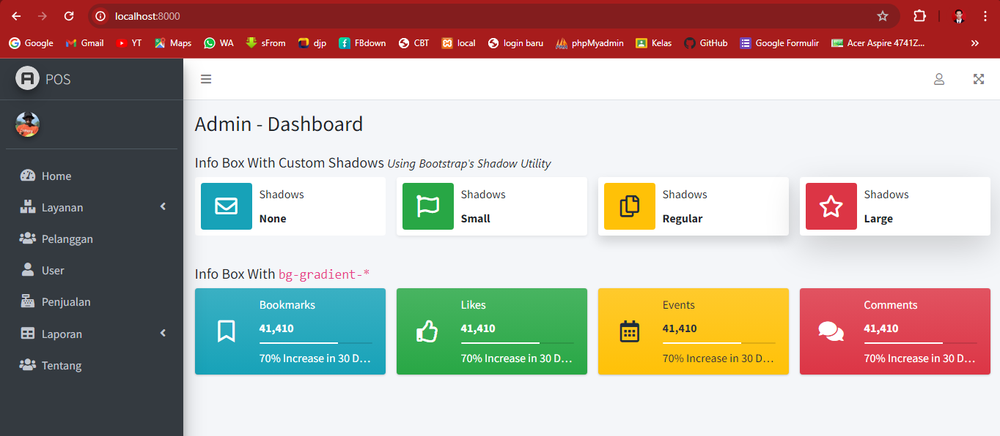 localhost:8000
Google Gmail YT Maps WA sFrom djp FBdown CBT local login baru phpMyadmin Kelas GitHub Google Formulir Acer Aspire 4741Z...
POS
Admin - Dashboard
Info Box With Custom Shadows Using Bootstrap's Shadow Utility
Home
Layanan
Pelanggan
User
Penjualan
Laporan
Tentang
Shadows
None
Shadows
Small
Shadows
Regular
Shadows
Large
Info Box With bg-gradient-*
Bookmarks
41,410
70% Increase in 30 D...
Likes
41,410
70% Increase in 30 D...
Events
41,410
70% Increase in 30 D...
Comments
41,410
70% Increase in 30 D...